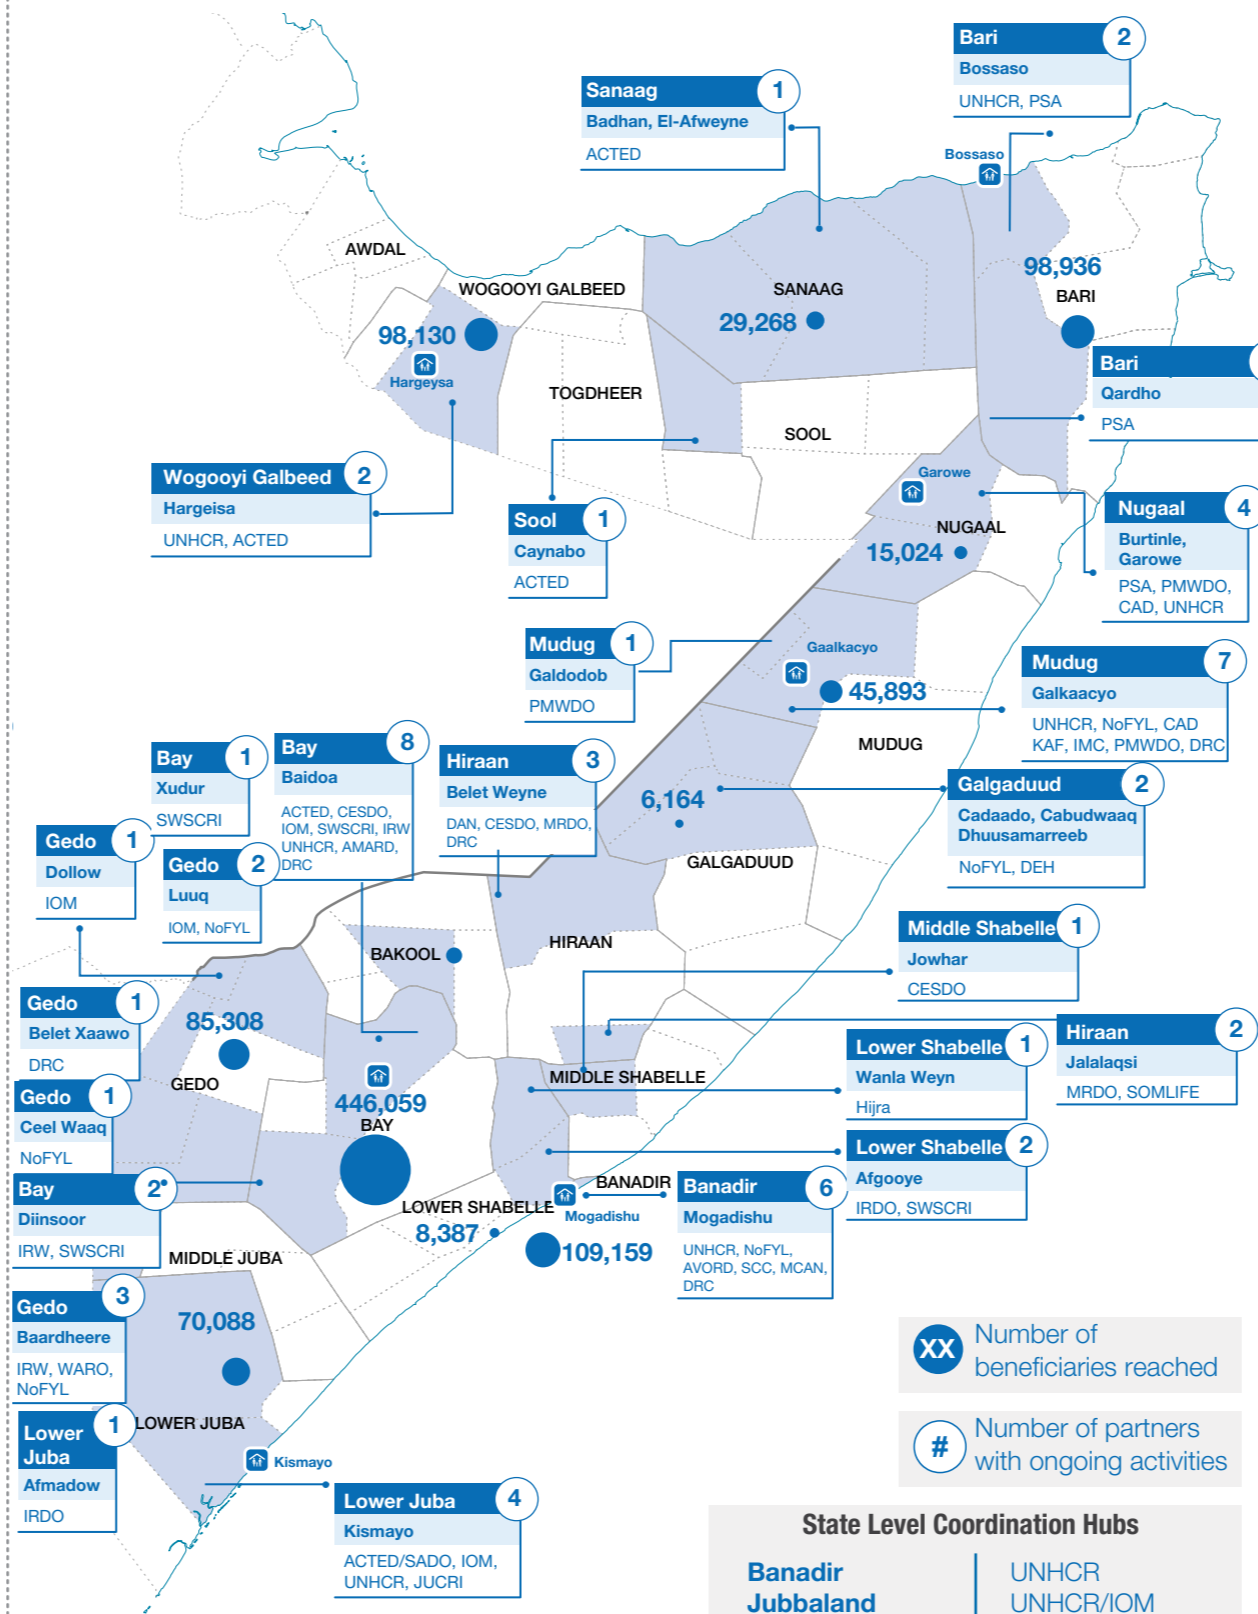 Bari
2
Bossaso
UNHCR, PSA
Sanaag
1
Badhan, El-Afweyne
ACTED
Bossaso
AWDAL
WOGOOYI GALBEED
SANAAG
98,936
BARI
29,268
98,130
Hargeysa
TOGDHEER
SOOL
Bari
Qardho
PSA
Wogooyi Galbeed
2
Hargeisa
UNHCR, ACTED
Garowe
Sool
1
Caynabo
ACTED
NUGAAL
15,024
Nugaal
4
Burtinle,
Garowe
PSA, PMWDO,
CAD, UNHCR
Mudug
1
Galdodob
PMWDO
Gaalkacyo
45,893
Mudug
7
Galkaacyo
UNHCR, NoFYL, CAD
KAF, IMC, PMWDO, DRC
MUDUG
Bay
1
Xudur
SWSCRI
Bay
8
Baidoa
ACTED, CESDO,
IOM, SWSCRI, IRW
UNHCR, AMARD,
DRC
Hiraan
3
Belet Weyne
DAN, CESDO, MRDO,
DRC
6,164
Galgaduud
2
Cadaado, Cabudwaaq
Dhuusamarreeb
NoFYL, DEH
GALGADUUD
Gedo
1
Dollow
IOM
Gedo
2
Luuq
IOM, NoFYL
BAKOOL
HIRAAN
Middle Shabelle
1
Jowhar
CESDO
Gedo
1
Belet Xaawo
DRC
85,308
GEDO
Hiraan
2
Jalalaqsi
MRDO, SOMLIFE
Lower Shabelle
1
Wanla Weyn
Hijra
MIDDLE SHABELLE
Gedo
1
Ceel Waaq
NoFYL
446,059
BAY
Lower Shabelle
2
Afgooye
IRDO, SWSCRI
Bay
2
Diinsoor
IRW, SWSCRI
BANADIR
Mogadishu
Banadir
6
Mogadishu
UNHCR, NoFYL,
AVORD, SCC, MCAN,
DRC
LOWER SHABELLE
8,387
109,159
MIDDLE JUBA
Gedo
3
Baardheere
IRW, WARO,
NoFYL
70,088
LOWER JUBA
Lower
Juba
1
Afmadow
IRDO
Kismayo
Lower Juba
4
Kismayo
ACTED/SADO, IOM,
UNHCR, JUCRI
XX
Number of
beneficiaries reached
#
Number of partners
with ongoing activities
State Level Coordination Hubs
Banadir UNHCR
Jubbaland UNHCR/IOM